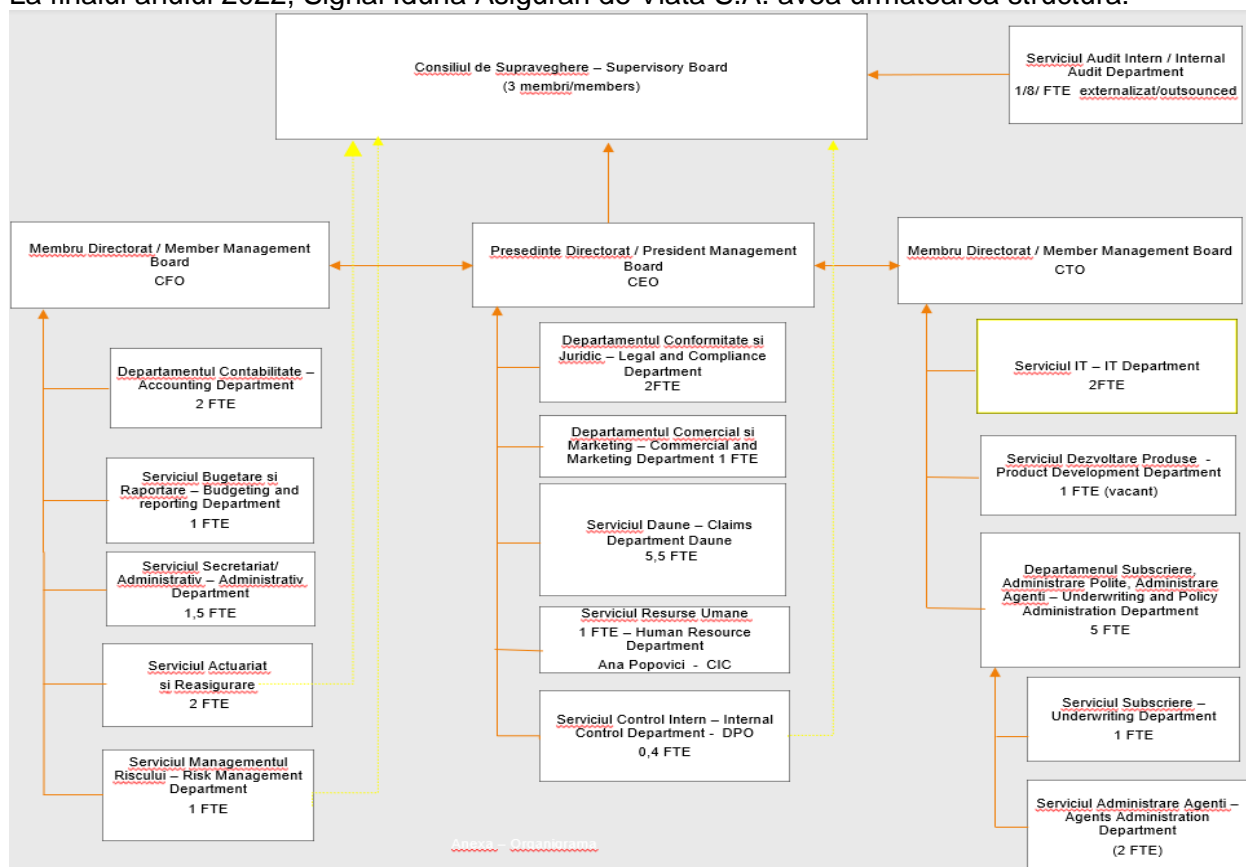 La finalul anului 2022, Signal Iduna Asigurari de Viata S.A. avea urmatoarea structura:
Consiliul de Supraveghere – Supervisory Board
(3 membri/members)
Serviciul Audit Intern / Internal
Audit Department
1/8/ FTE externalizat/outsounced
Membru Directorat / Member Management
Board
CFO
Presedinte Directorat / President Management
Board
CEO
Membru Directorat / Member Management Board
CTO
Departamentul Contabilitate –
Accounting Department
2 FTE
Serviciul Bugetare si
Raportare – Budgeting and
reporting Department
1 FTE
Serviciul Secretariat/
Administrativ – Administrativ
Department
1,5 FTE
Serviciul Actuariat
si Reasigurare
2 FTE
Serviciul Managementul
Riscului – Risk Management
Department
1 FTE
Departamentul Conformitate si
Juridic – Legal and Compliance
Department
2FTE
Departamentul Comercial si
Marketing – Commercial and
Marketing Department 1 FTE
Serviciul Daune – Claims
Department Daune
5,5 FTE
Serviciul Resurse Umane
1 FTE – Human Resource
Department
Ana Popovici - CIC
Serviciul Control Intern – Internal
Control Department - DPO
0,4 FTE
Serviciul IT – IT Department
2FTE
Serviciul Dezvoltare Produse -
Product Development Department
1 FTE (vacant)
Departamenul Subscriere,
Administrare Polite, Administrare
Agenti – Underwriting and Policy
Administration Department
5 FTE
Serviciul Subscriere –
Underwriting Department
1 FTE
Serviciul Administrare Agenti –
Agents Administration
Department
(2 FTE)
Anexa – Organigrama